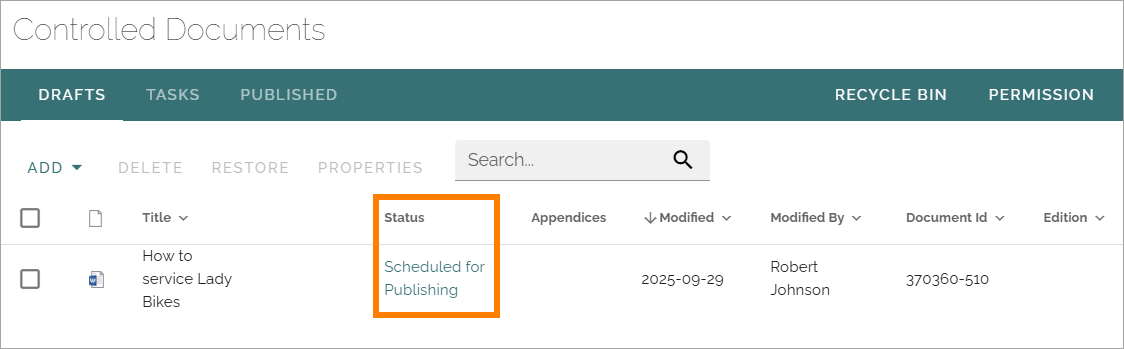 Controlled Documents
DRAFTS TASKS PUBLISHED RECYCLE BIN PERMISSION
ADD DELETE RESTORE PROPERTIES Search...
Title Status Appendices Modified Modified By Document Id Edition
How to
service Lady
Bikes
Scheduled for
Publishing
2025-09-29
Robert
Johnson
370360-510